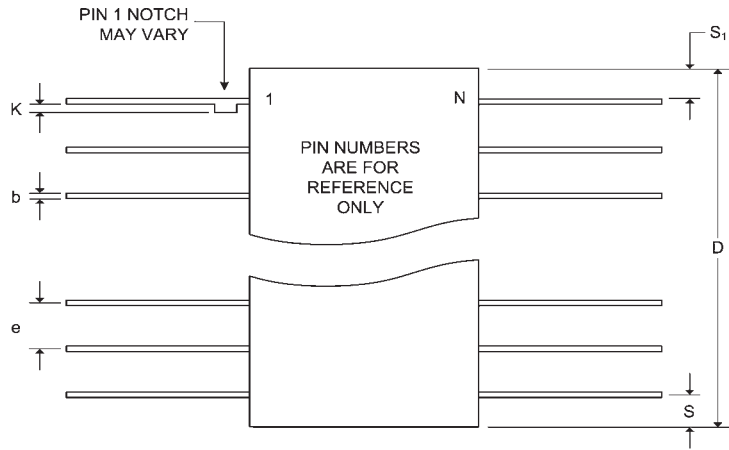 PIN 1 NOTCH
MAY VARY
S₁
K
1
N
PIN NUMBERS
ARE FOR
REFERENCE
ONLY
b
D
e
S